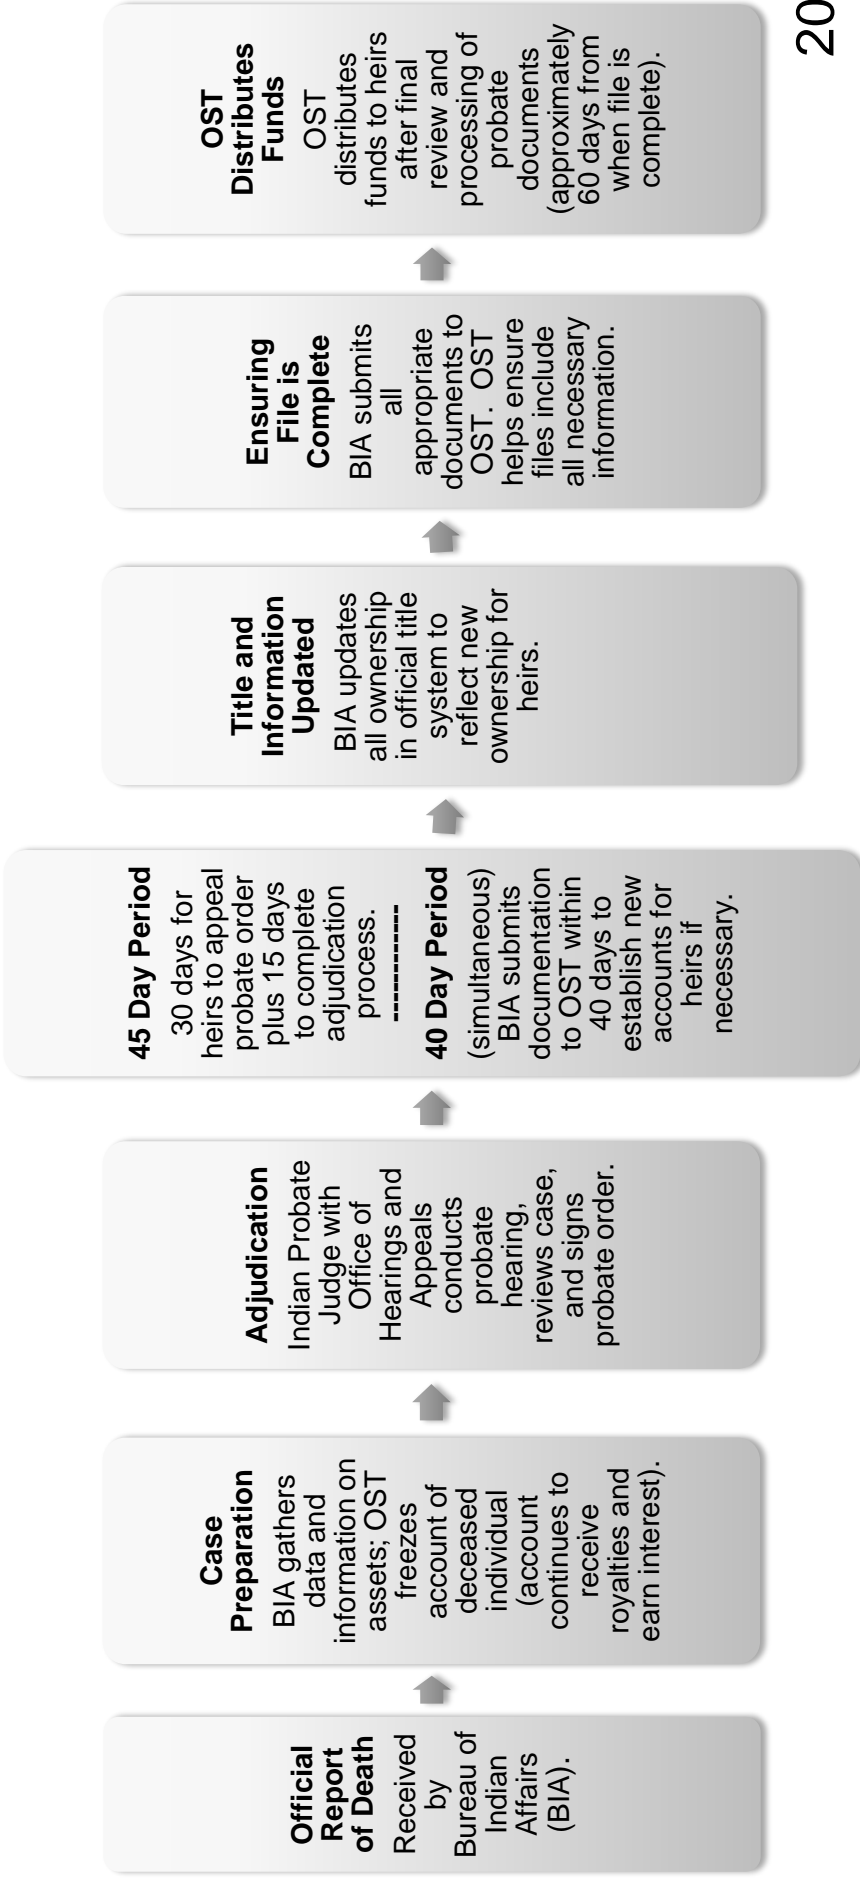 Official
Report
of Death
Received
by
Bureau of
Indian
Affairs
(BIA).
Case
Preparation
BIA gathers
data and
information on
assets; OST
freezes
account of
deceased
individual
(account
continues to
receive
royalties and
earn interest).
Adjudication
Indian Probate
Judge with
Office of
Hearings and
Appeals
conducts
probate
hearing,
reviews case,
and signs
probate order.
45 Day Period
30 days for
heirs to appeal
probate order
plus 15 days
to complete
adjudication
process.
------------
40 Day Period
(simultaneous)
BIA submits
documentation
to OST within
40 days to
establish new
accounts for
heirs if
necessary.
Title and
Information
Updated
BIA updates
all ownership
in official title
system to
reflect new
ownership for
heirs.
Ensuring
File is
Complete
BIA submits
all
appropriate
documents to
OST.  OST
helps ensure
files include
all necessary
information.
OST
Distributes
Funds
OST
distributes
funds to heirs
after final
review and
processing of
probate
documents
(approximately
60 days from
when file is
complete).
20